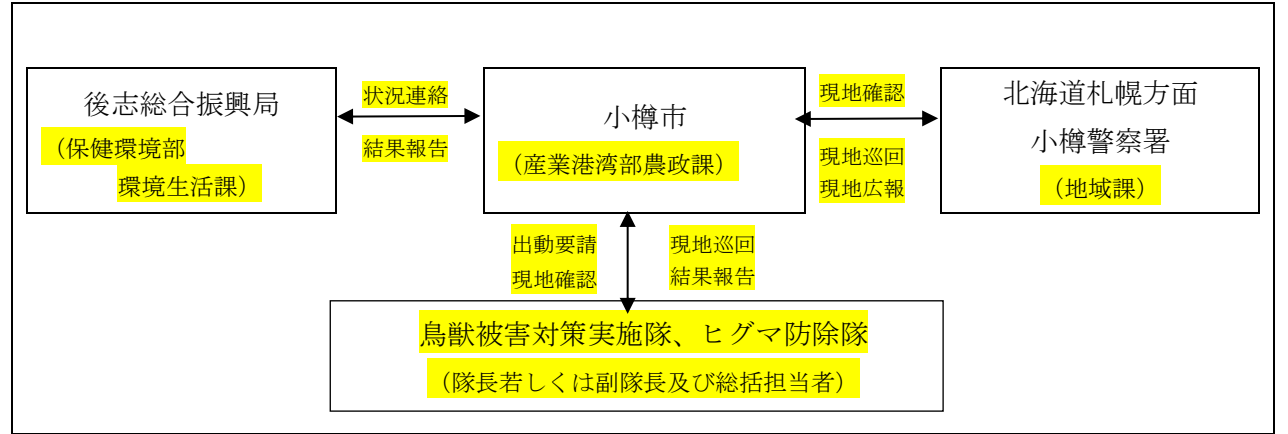 後志総合振興局
（保健環境部
環境生活課）
状況連絡
結果報告
小樽市
（産業港湾部農政課）
現地確認
現地巡回
現地広報
北海道札幌方面
小樽警察署
（地域課）
出動要請
現地確認
現地巡回
結果報告
鳥獣被害対策実施隊、ヒグマ防除隊
（隊長若しくは副隊長及び総括担当者）